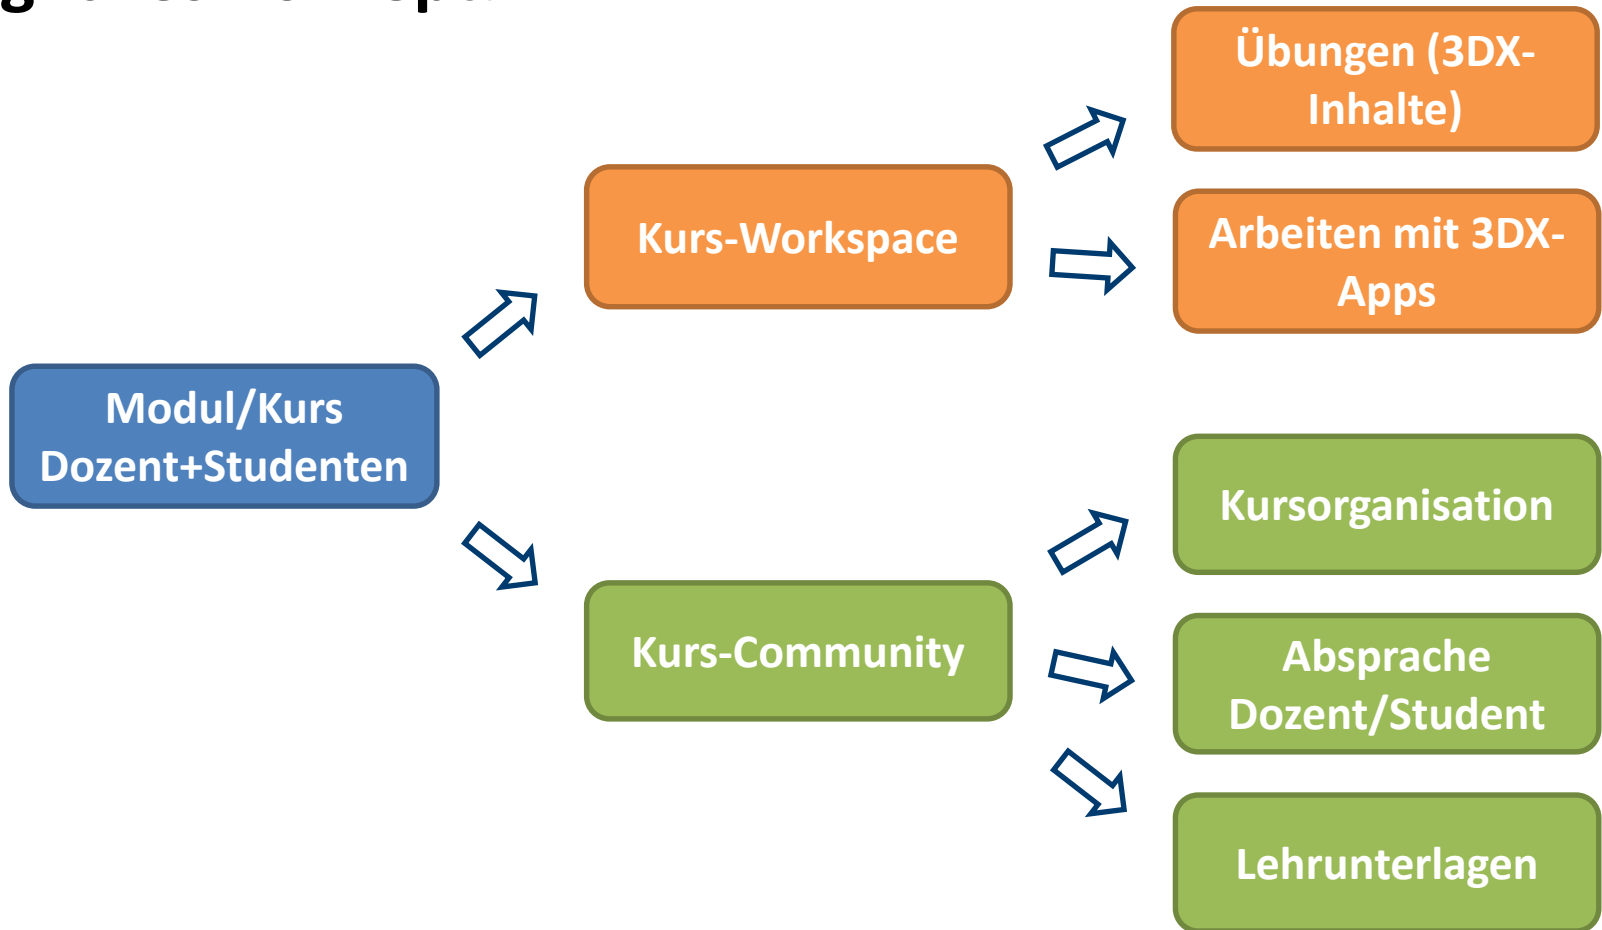 Modul/Kurs
Dozent+Studenten
Kurs-Workspace
Übungen (3DX-
Inhalte)
Arbeiten mit 3DX-
Apps
Kurs-Community
Kursorganisation
Absprache
Dozent/Student
Lehrunterlagen